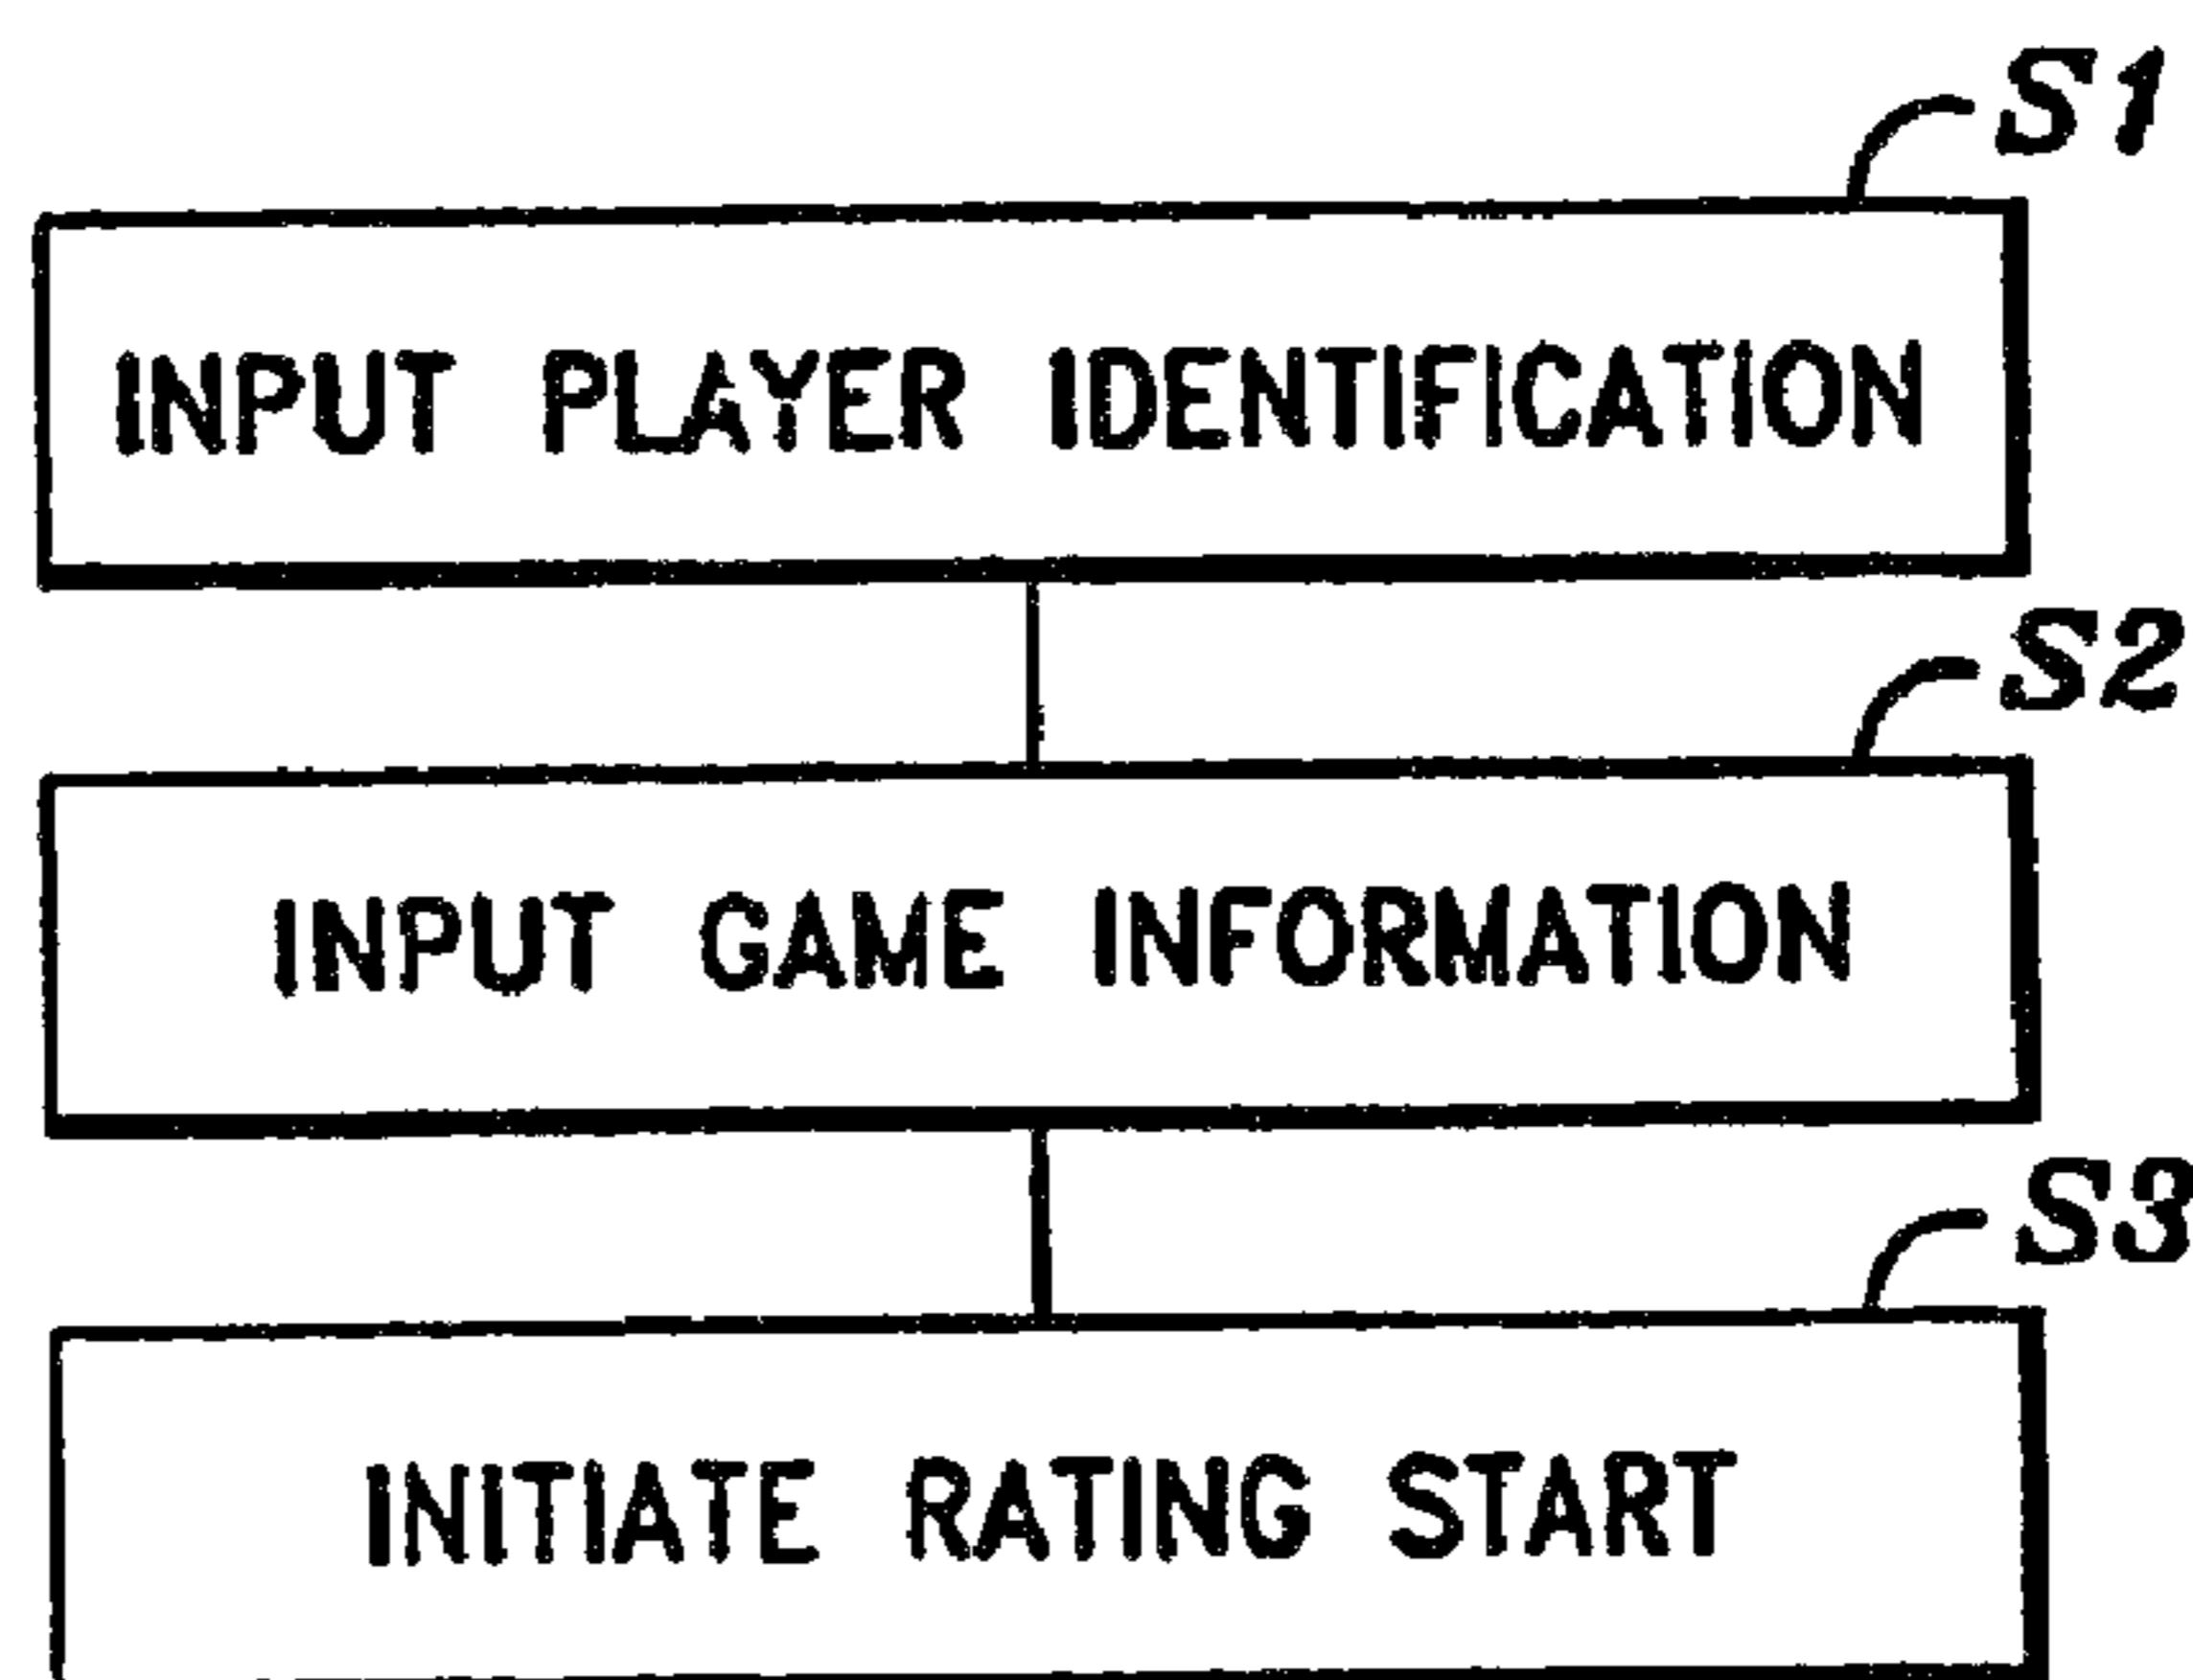 S1
INPUT PLAYER IDENTIFICATION
S2
INPUT GAME INFORMATION
S3
INITIATE RATING START